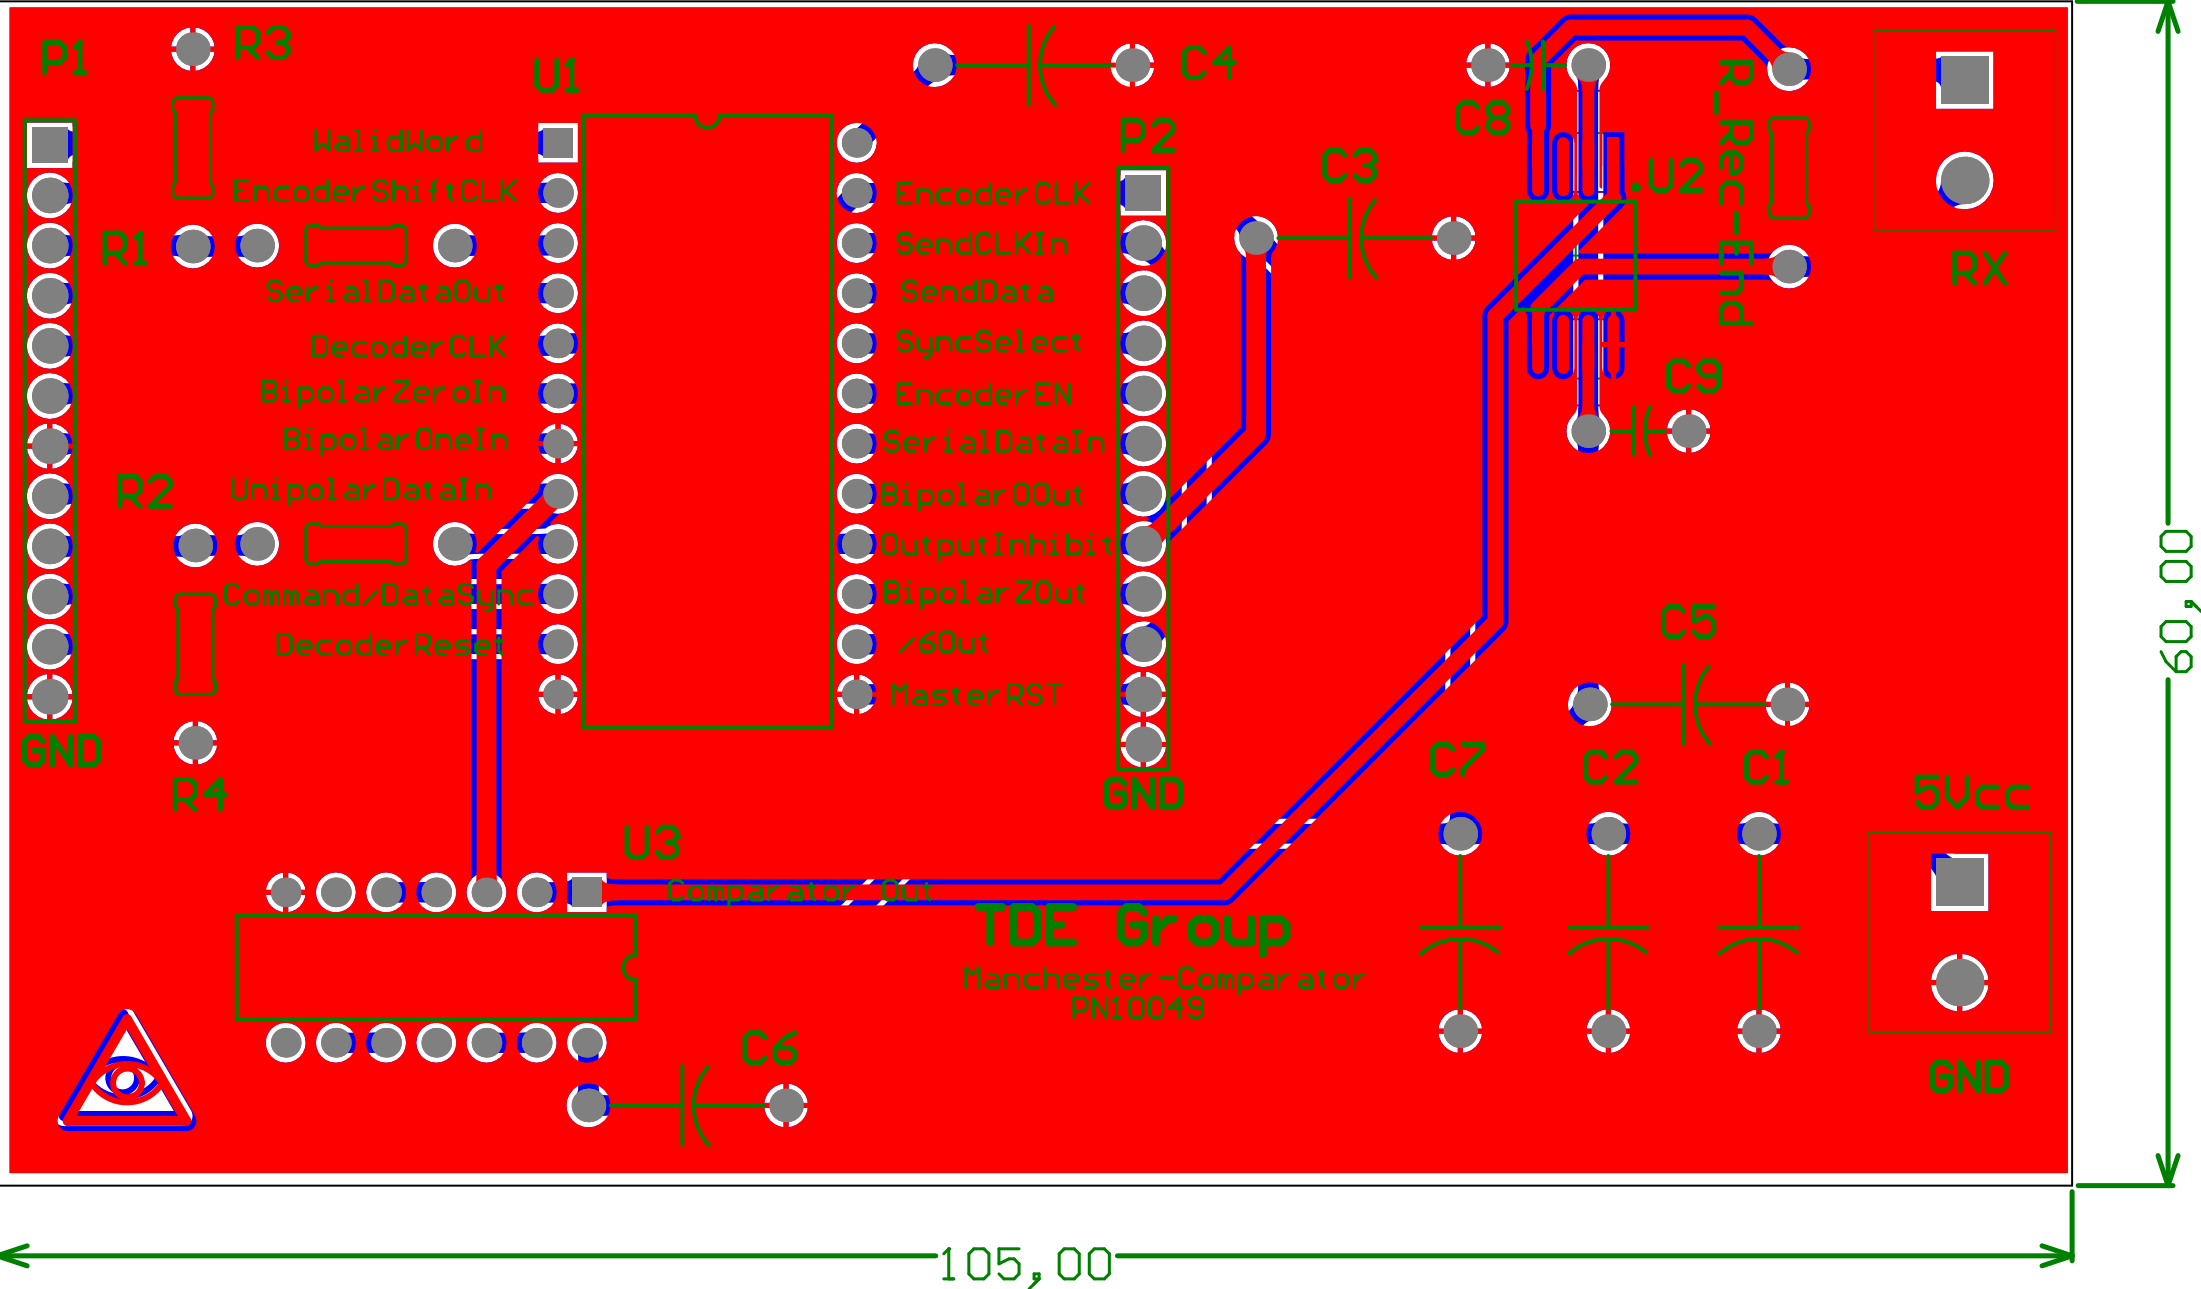 P1
R3
U1
C4
C8
R_Rec-End
P2
C3
.U2
WalidWord
EncoderShiftCLK
EncoderCLK
R1
SendCLKIn
RX
SerialDataOut
SendData
DecoderCLK
SyncSelect
BipolarZeroIn
EncoderEN
C9
BipolarOneIn
SerialDataIn
R2
UnipolarDataIn
BipolarOOut
OutputInhibit
Command/DataSync
BipolarZOut
60,00
DecoderReset
/6Out
C5
MasterRST
GND
R4
GND
C7
C2
C1
5Vcc
U3
Comparator Out
TDE Group
Manchester-Comparator
PN10049
C6
GND
105,00